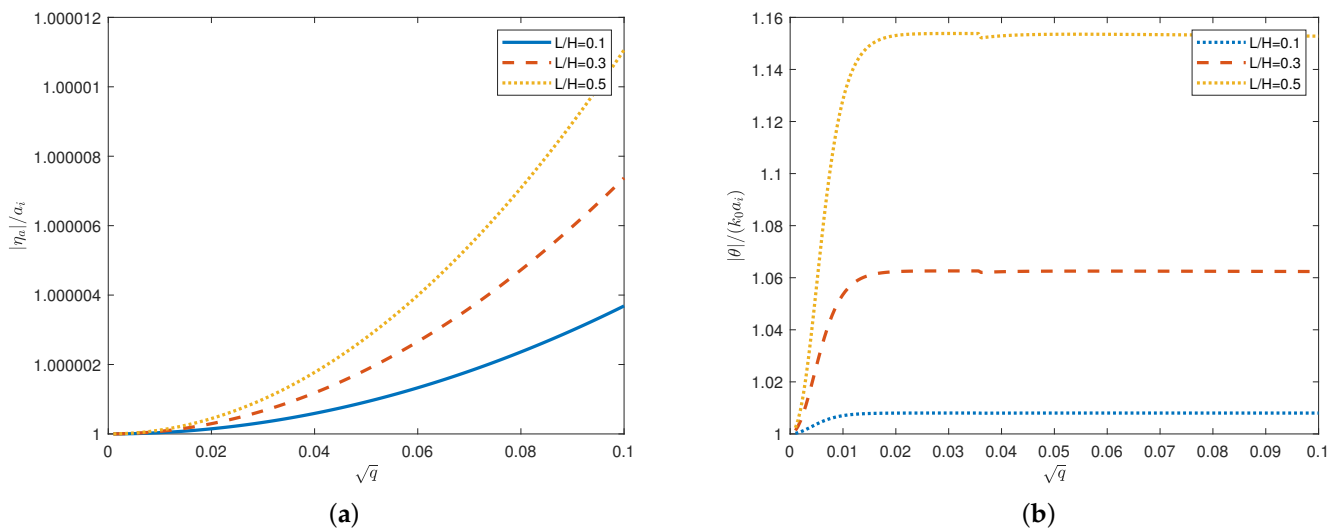 1.000012
1.00001
1.000008
1.000006
1.000004
1.000002
1
|η_a|/a_i
L/H=0.1
L/H=0.3
L/H=0.5
0
0.02
0.04
0.06
0.08
0.1
√q
(a)
1.16
1.14
1.12
1.1
1.08
1.06
1.04
1.02
1
|θ|/(k_0 a_i)
L/H=0.1
L/H=0.3
L/H=0.5
0
0.01
0.02
0.03
0.04
0.05
0.06
0.07
0.08
0.09
0.1
√q
(b)